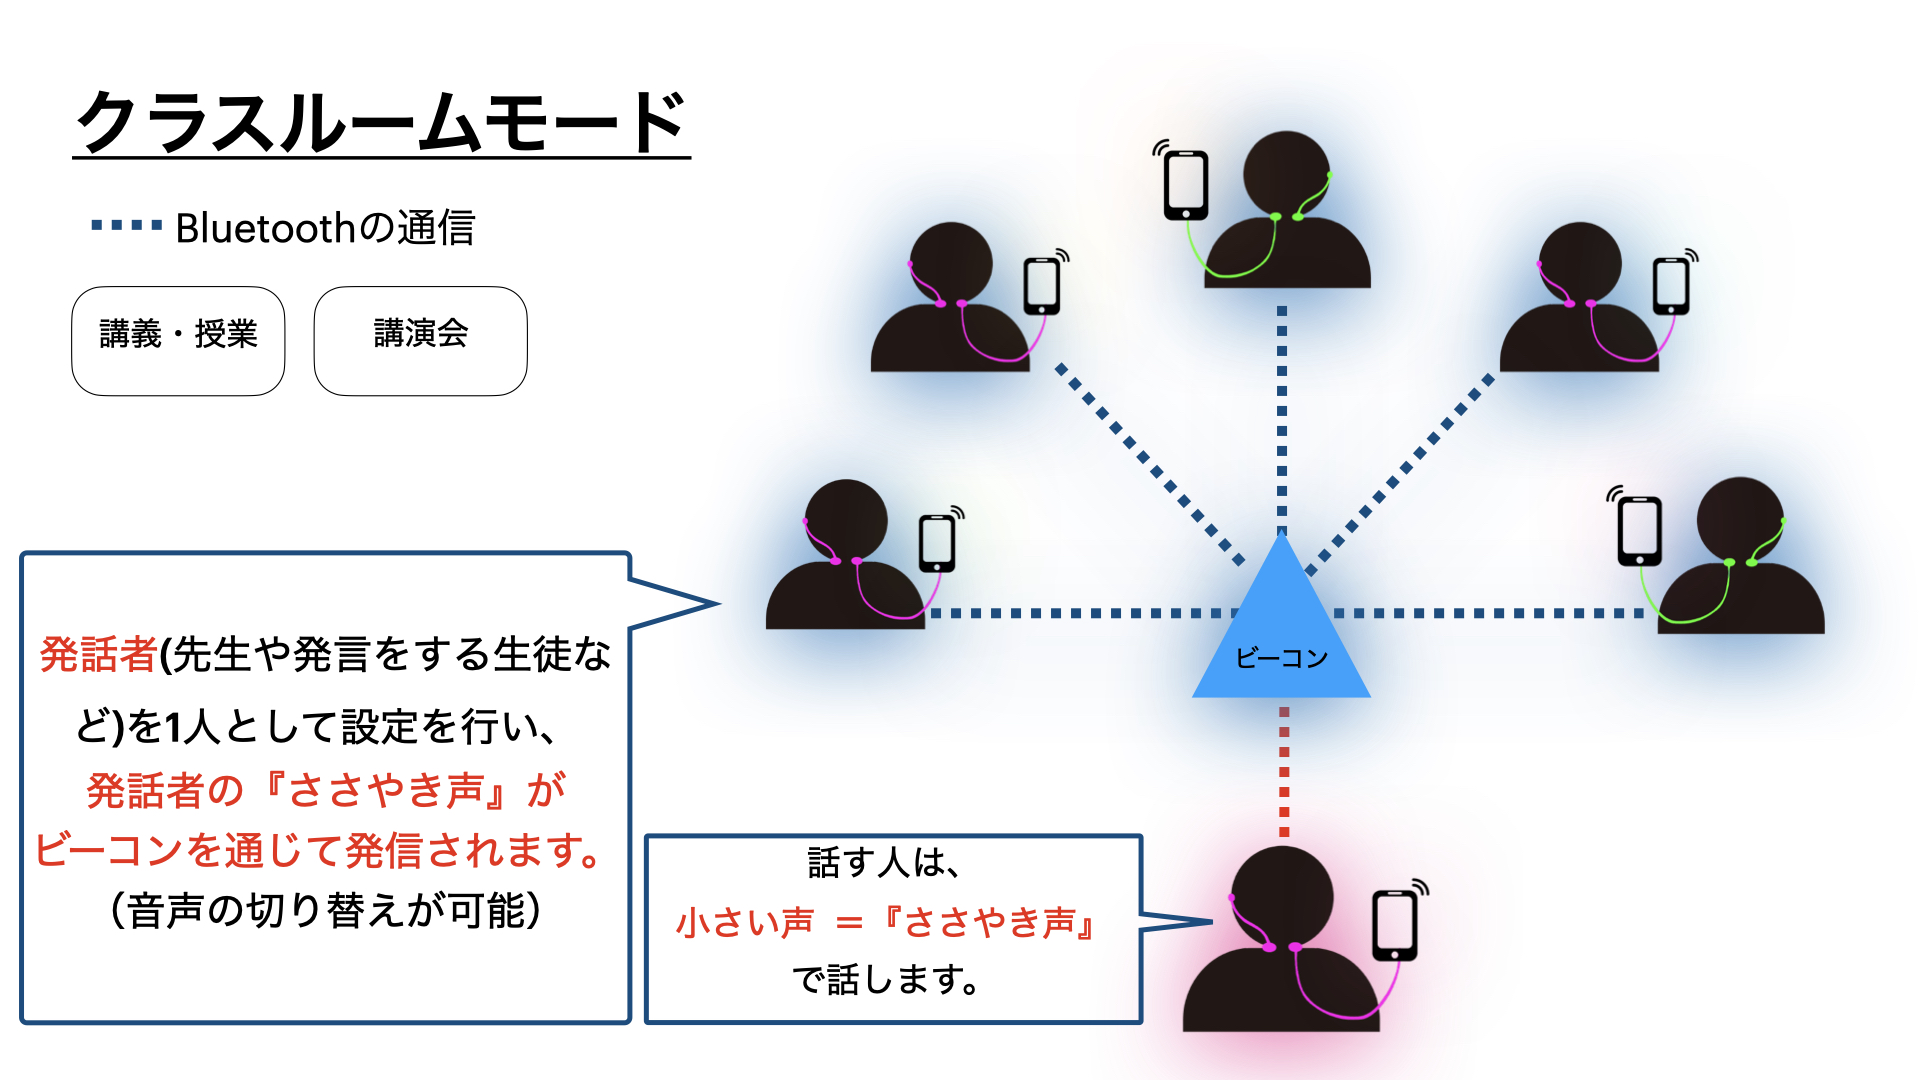 クラスルームモード
Bluetoothの通信
講義・授業
講演会
発話者(先生や発言をする生徒な
ど)を1人として設定を行い、
発話者の『ささやき声』が
ビーコンを通じて発信されます。
（音声の切り替えが可能）
話す人は、
小さい声 ＝『ささやき声』
で話します。
ビーコン